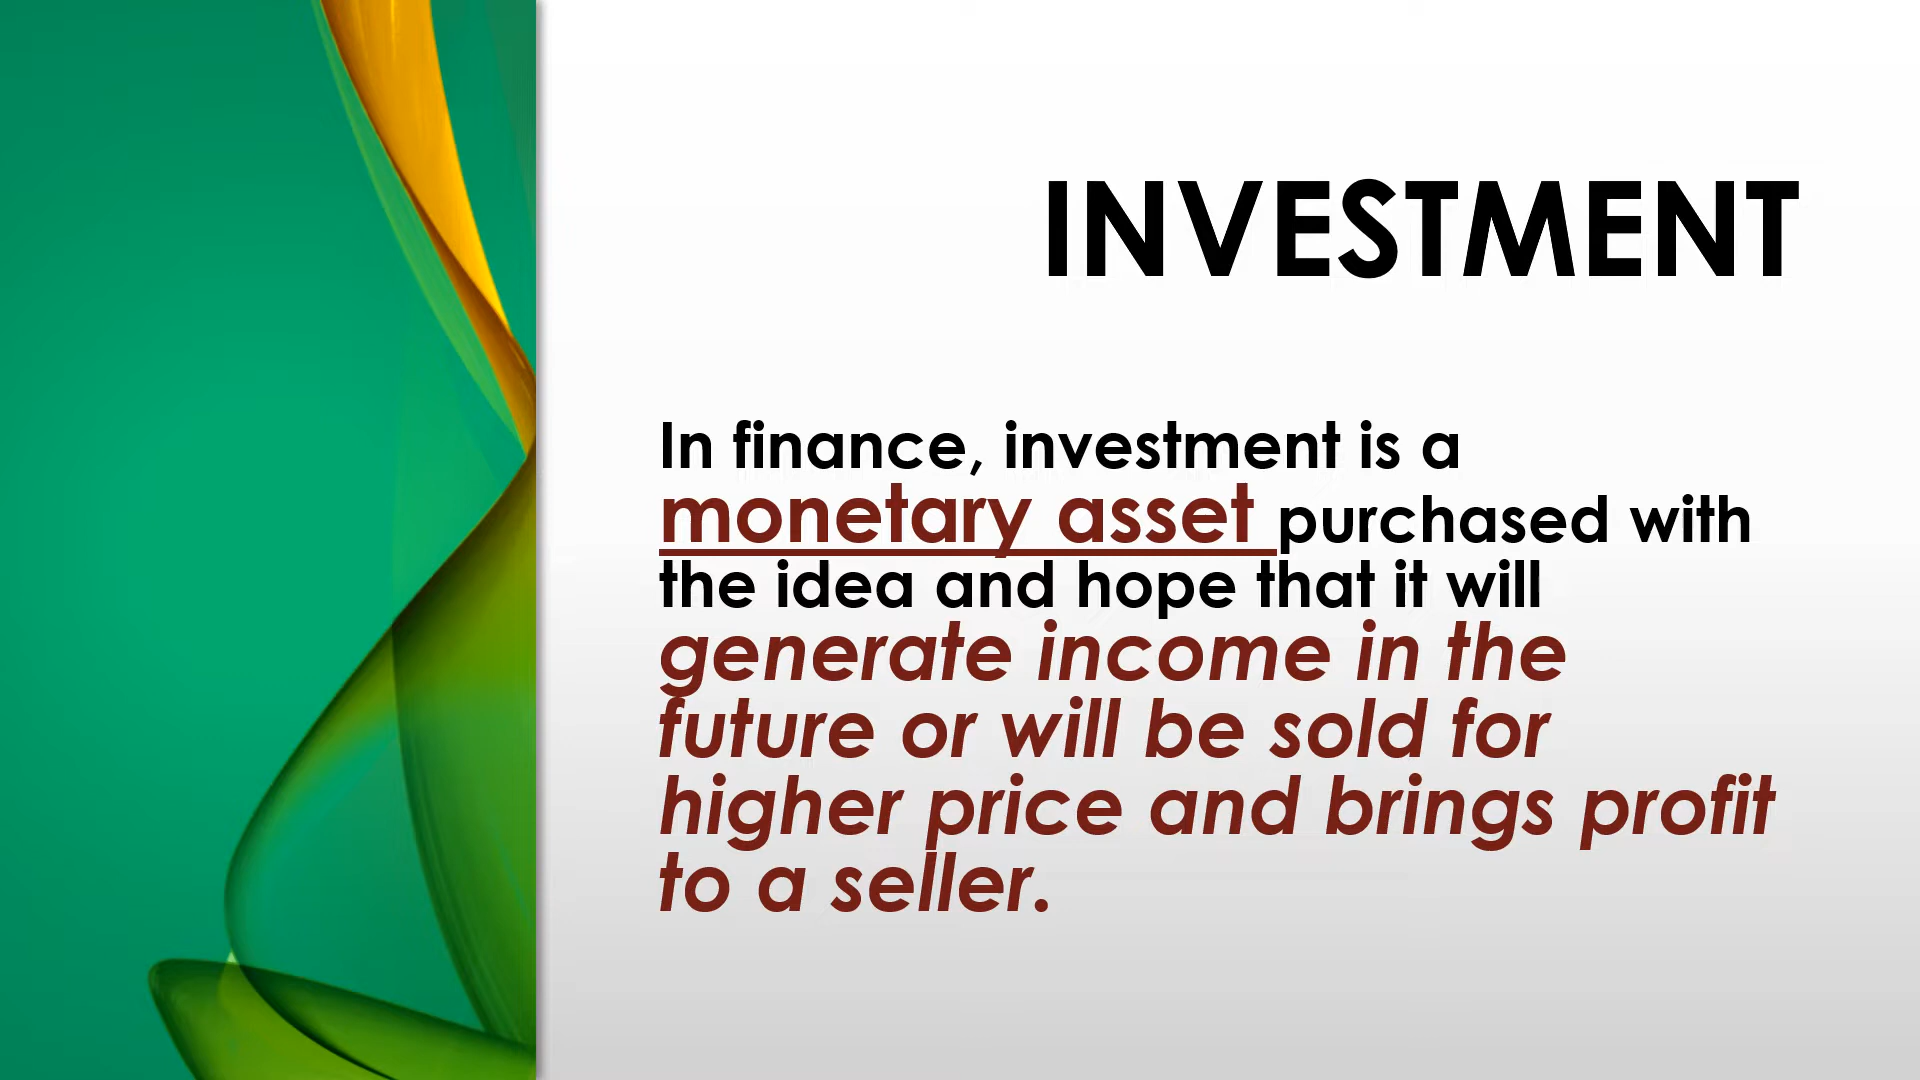 INVESTMENT
In finance, investment is a
monetary asset purchased with
the idea and hope that it will
generate income in the
future or will be sold for
higher price and brings profit
to a seller.